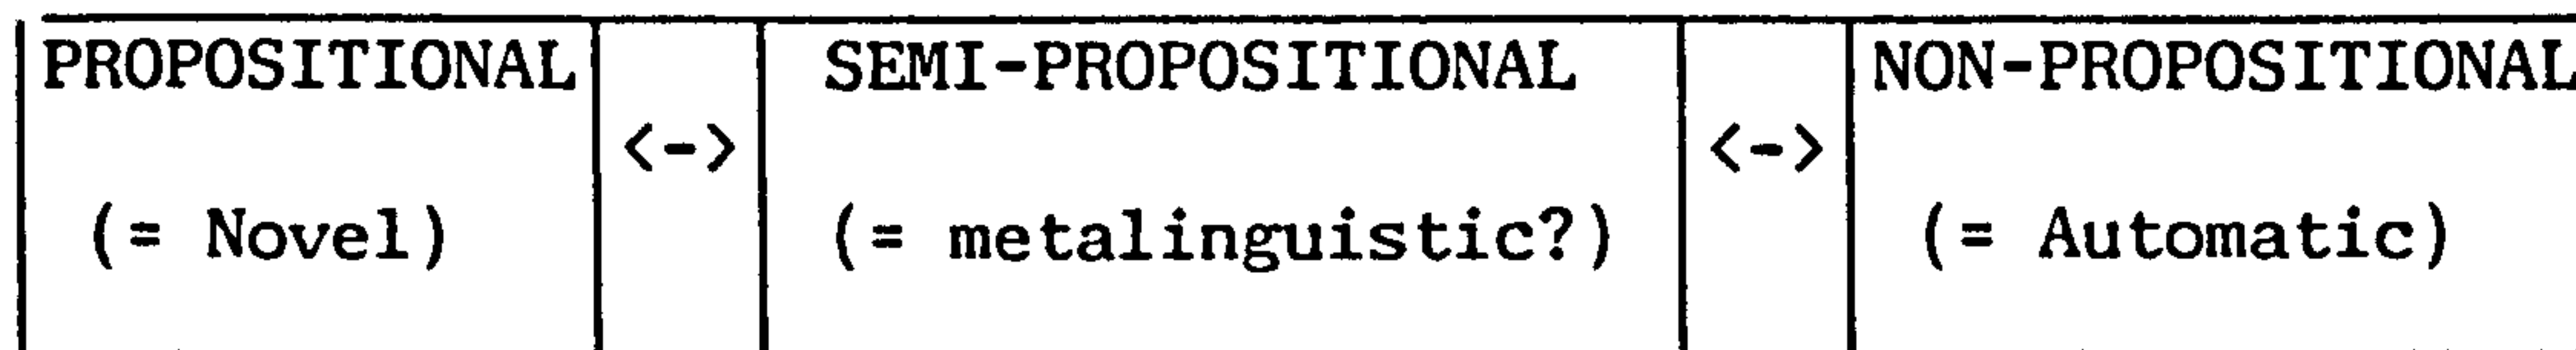 PROPOSITIONAL <-> SEMI-PROPOSITIONAL <-> NON-PROPOSITIONAL
(= Novel) (= metalinguistic?) (= Automatic)